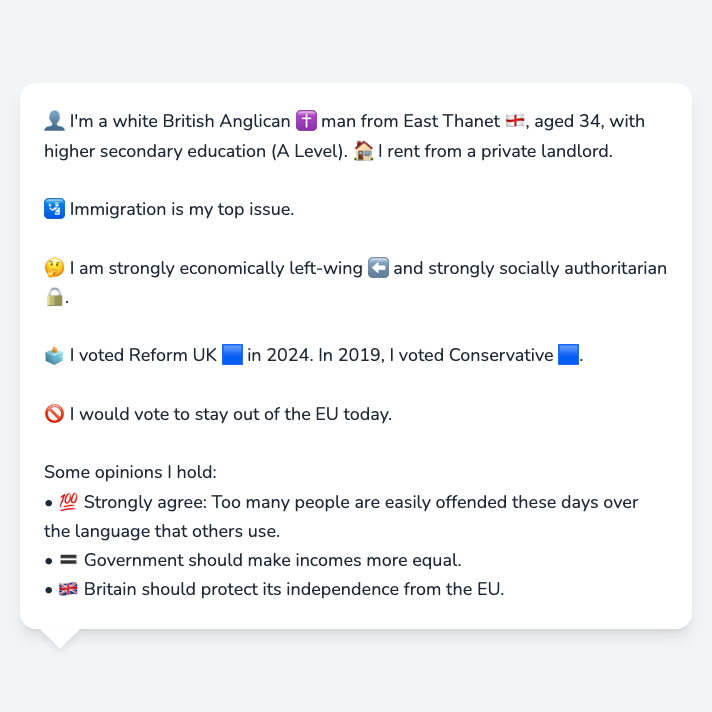 👤 I'm a white British Anglican ✝️ man from East Thanet 🏴󠁧󠁢󠁥󠁮󠁧󠁿, aged 34, with
higher secondary education (A Level). 🏠 I rent from a private landlord.
🛂 Immigration is my top issue.
🤔 I am strongly economically left-wing ⬅️ and strongly socially authoritarian
🔒.
🗳️ I voted Reform UK 🟦 in 2024. In 2019, I voted Conservative 🟦.
🚫 I would vote to stay out of the EU today.
Some opinions I hold:
• 💯 Strongly agree: Too many people are easily offended these days over
the language that others use.
• 🟰 Government should make incomes more equal.
• 🇬🇧 Britain should protect its independence from the EU.